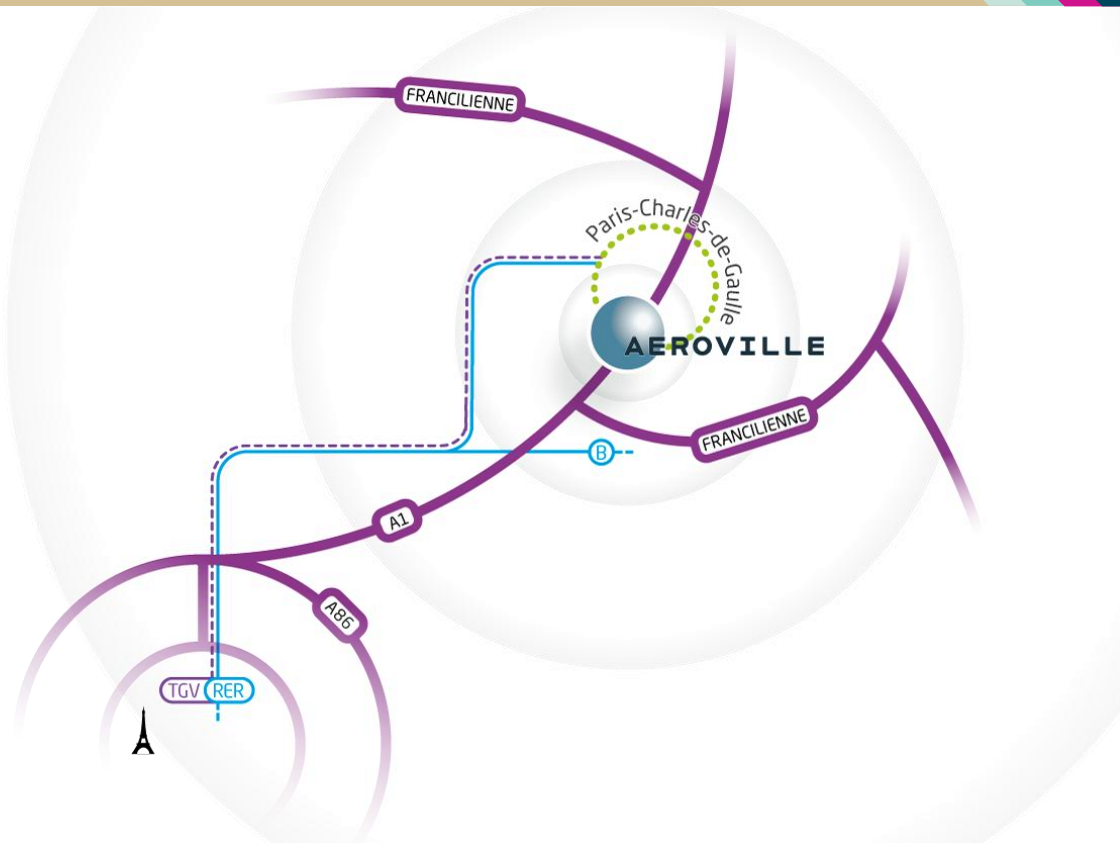 FRANCILIENNE
Paris-Charles-de-Gaulle
AEROVILLE
FRANCILIENNE
B
A1
A86
TGV RER